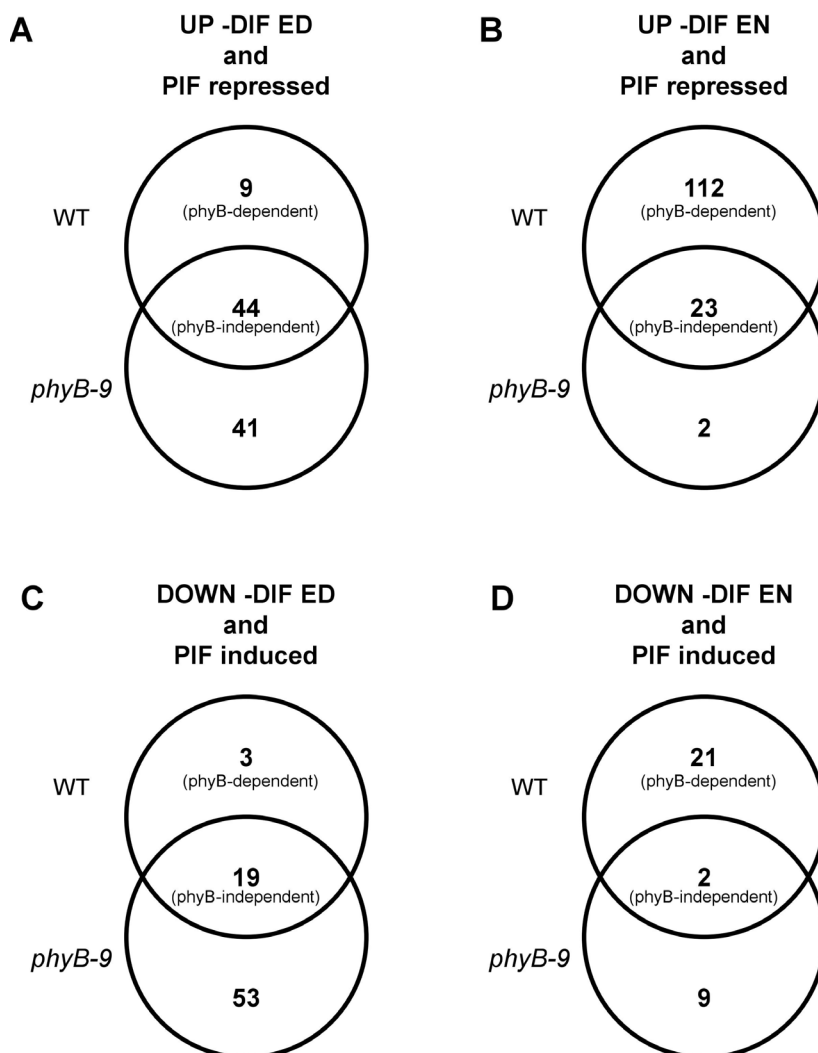 A
UP -DIF ED
and
PIF repressed
WT
9
(phyB-dependent)
44
(phyB-independent)
phyB-9
41
B
UP -DIF EN
and
PIF repressed
WT
112
(phyB-dependent)
23
(phyB-independent)
phyB-9
2
C
DOWN -DIF ED
and
PIF induced
WT
3
(phyB-dependent)
19
(phyB-independent)
phyB-9
53
D
DOWN -DIF EN
and
PIF induced
WT
21
(phyB-dependent)
2
(phyB-independent)
phyB-9
9